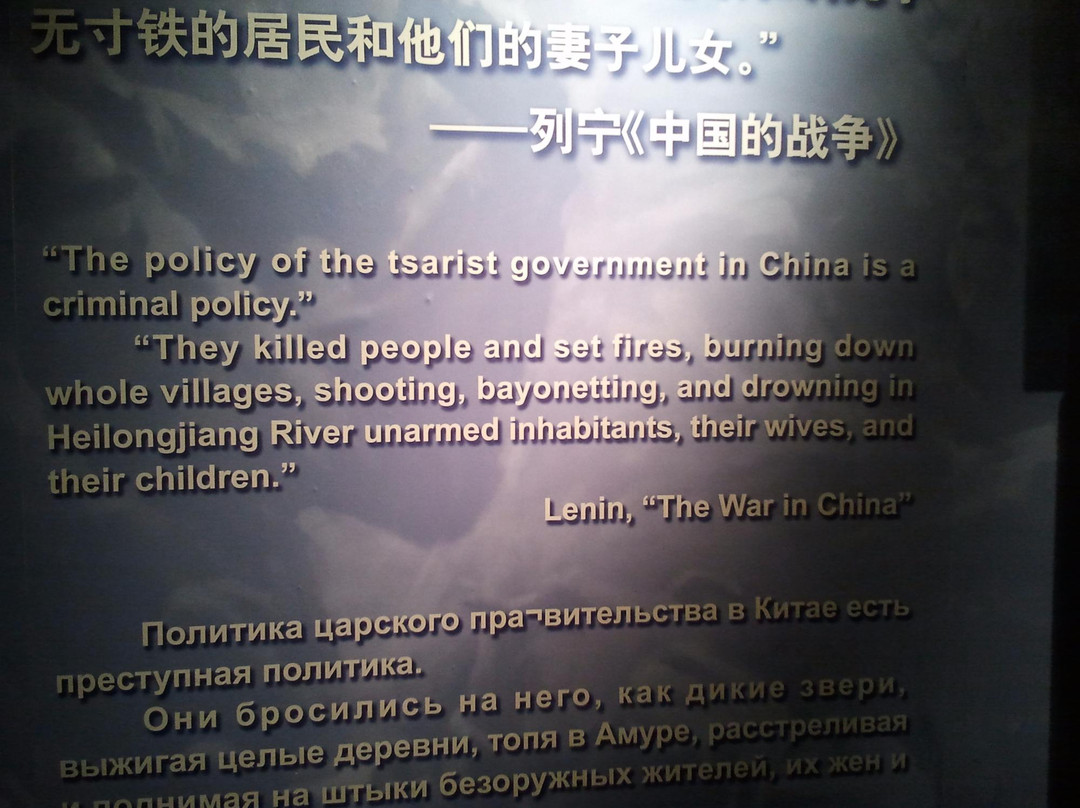 无寸铁的居民和他们的妻子儿女。”
——列宁《中国的战争》
“The policy of the tsarist government in China is a
criminal policy.”
“They killed people and set fires, burning down
whole villages, shooting, bayonetting, and drowning in
Heilongjiang River unarmed inhabitants, their wives, and
their children.”
Lenin, “The War in China”
Политика царского пра¬вительства в Китае есть
преступная политика.
Они бросились на него, как дикие звери,
выжигая целые деревни, топя в Амуре, расстреливая
и поднимая на штыки безоружных жителей, их жен и